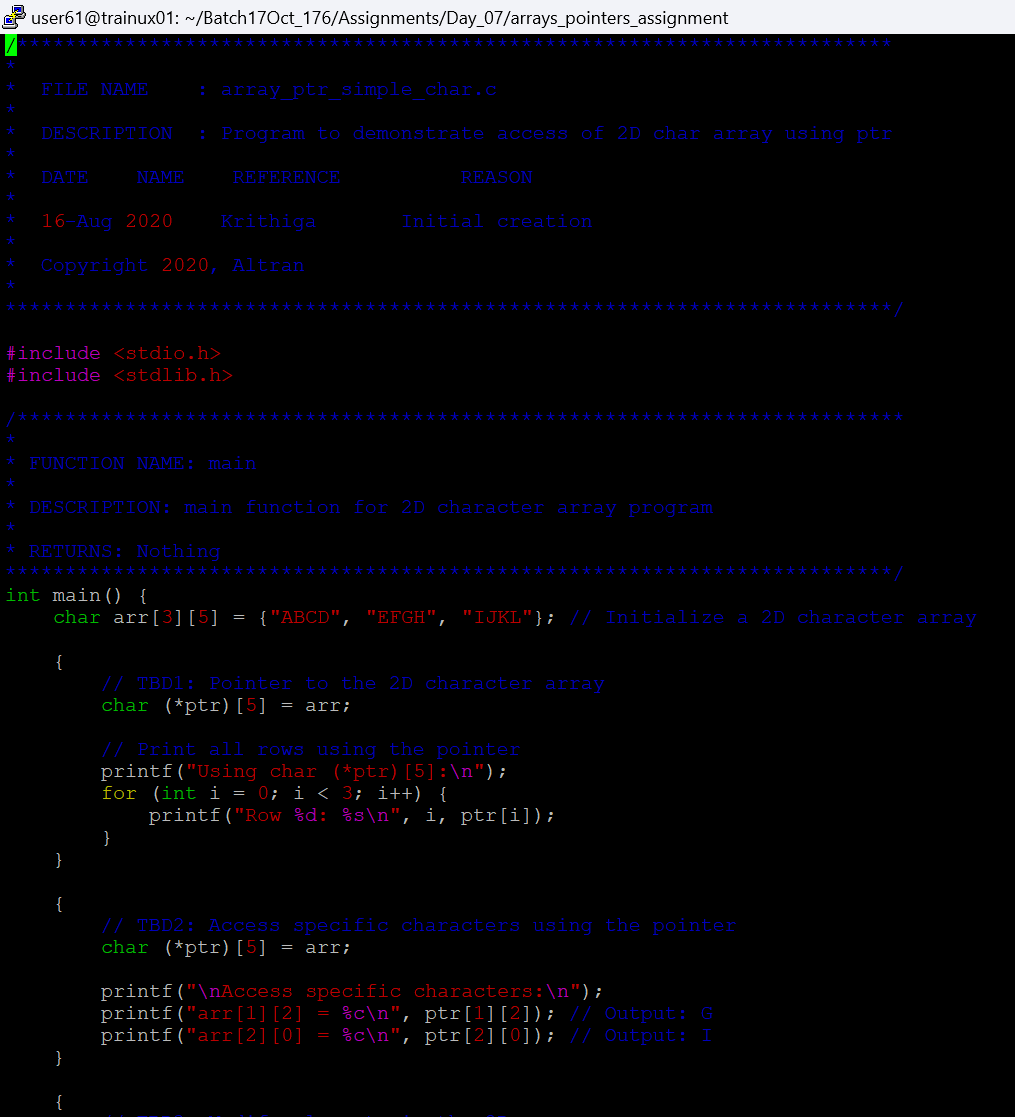 user61@trainux01: ~/Batch17Oct_176/Assignments/Day_07/arrays_pointers_assignment
/*************************************************************************
*
*  FILE NAME    : array_ptr_simple_char.c
*
*  DESCRIPTION  : Program to demonstrate access of 2D char array using ptr
*
*  DATE    NAME    REFERENCE          REASON
*
*  16-Aug 2020    Krithiga       Initial creation
*
*  Copyright 2020, Altran
*
**************************************************************************/

#include <stdio.h>
#include <stdlib.h>

/**************************************************************************
*
* FUNCTION NAME: main
*
* DESCRIPTION: main function for 2D character array program
*
* RETURNS: Nothing
**************************************************************************/
int main() {
    char arr[3][5] = {"ABCD", "EFGH", "IJKL"}; // Initialize a 2D character array

    {
        // TBD1: Pointer to the 2D character array
        char (*ptr)[5] = arr;

        // Print all rows using the pointer
        printf("Using char (*ptr)[5]:\n");
        for (int i = 0; i < 3; i++) {
            printf("Row %d: %s\n", i, ptr[i]);
        }
    }

    {
        // TBD2: Access specific characters using the pointer
        char (*ptr)[5] = arr;

        printf("\nAccess specific characters:\n");
        printf("arr[1][2] = %c\n", ptr[1][2]); // Output: G
        printf("arr[2][0] = %c\n", ptr[2][0]); // Output: I
    }

    {